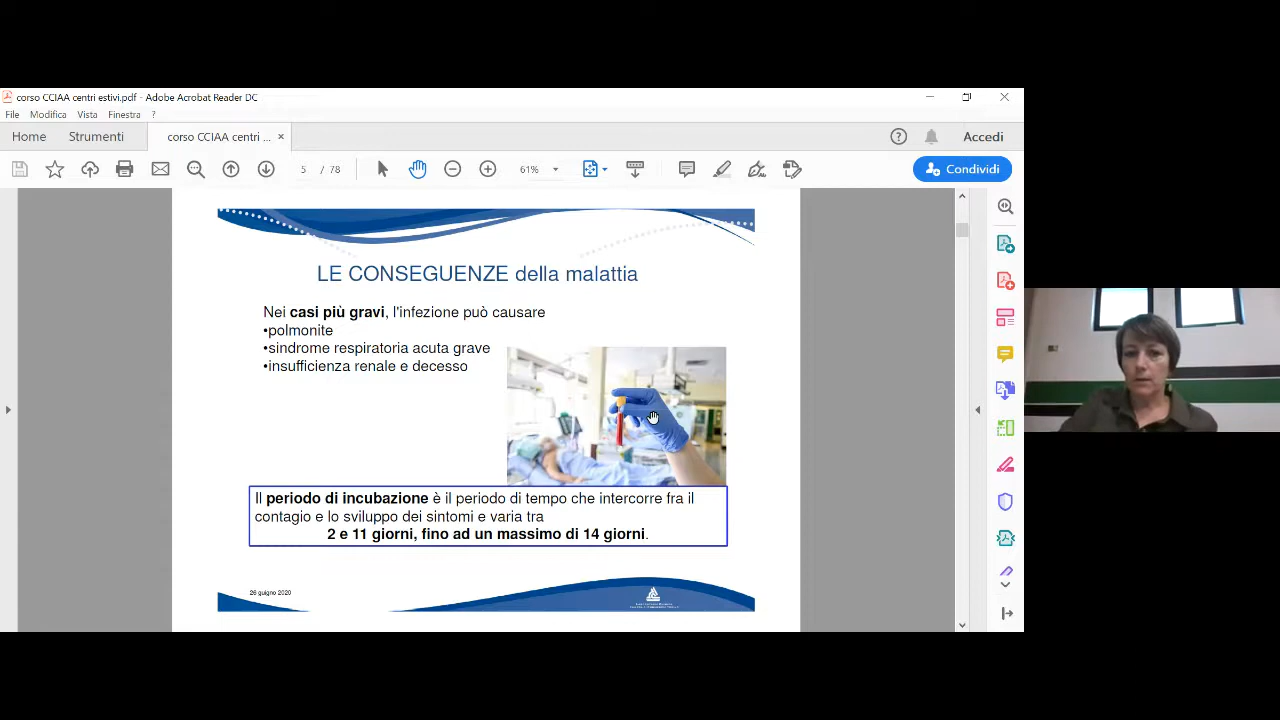 corso CCIAA centri estivi.pdf - Adobe Acrobat Reader DC
File Modifica Vista Finestra ?
Home Strumenti corso CCIAA centri ... × Accedi
5 / 78 61% Condividi
LE CONSEGUENZE della malattia
Nei casi più gravi, l'infezione può causare
•polmonite
•sindrome respiratoria acuta grave
•insufficienza renale e decesso
Il periodo di incubazione è il periodo di tempo che intercorre fra il
contagio e lo sviluppo dei sintomi e varia tra
2 e 11 giorni, fino ad un massimo di 14 giorni.
26 guigno 2020